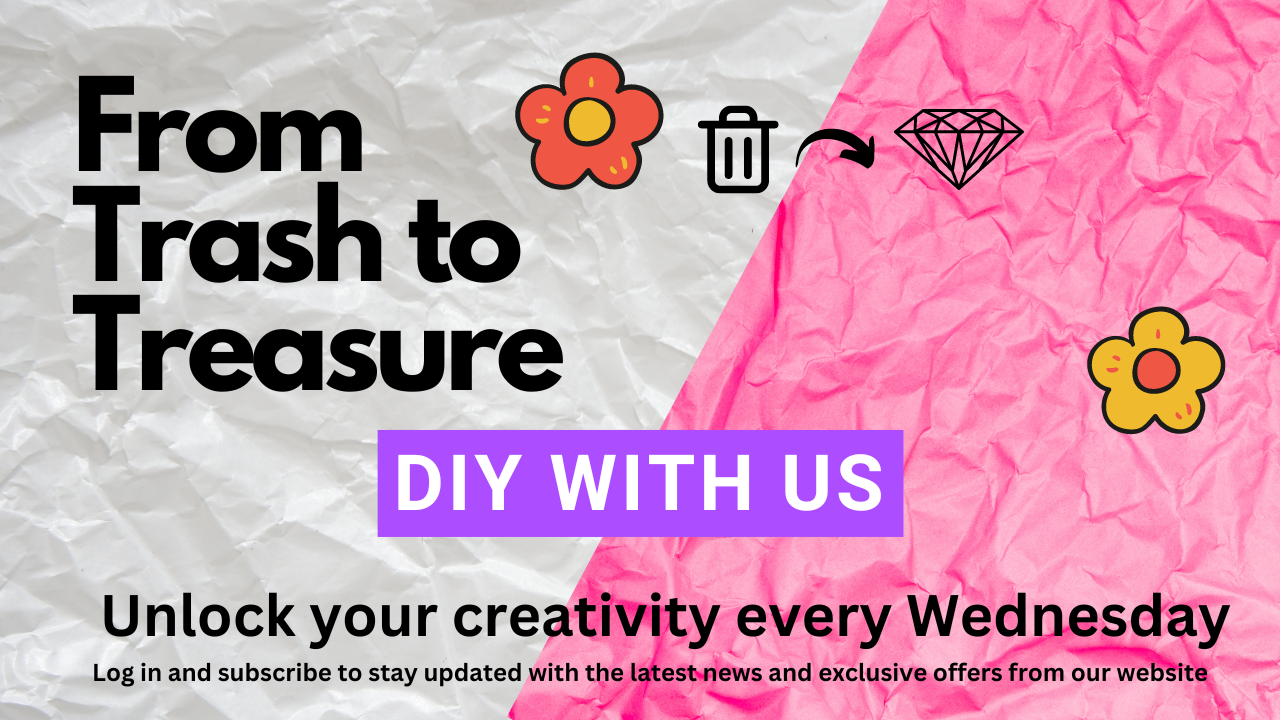 From
Trash to
Treasure
DIY WITH US
Unlock your creativity every Wednesday
Log in and subscribe to stay updated with the latest news and exclusive offers from our website